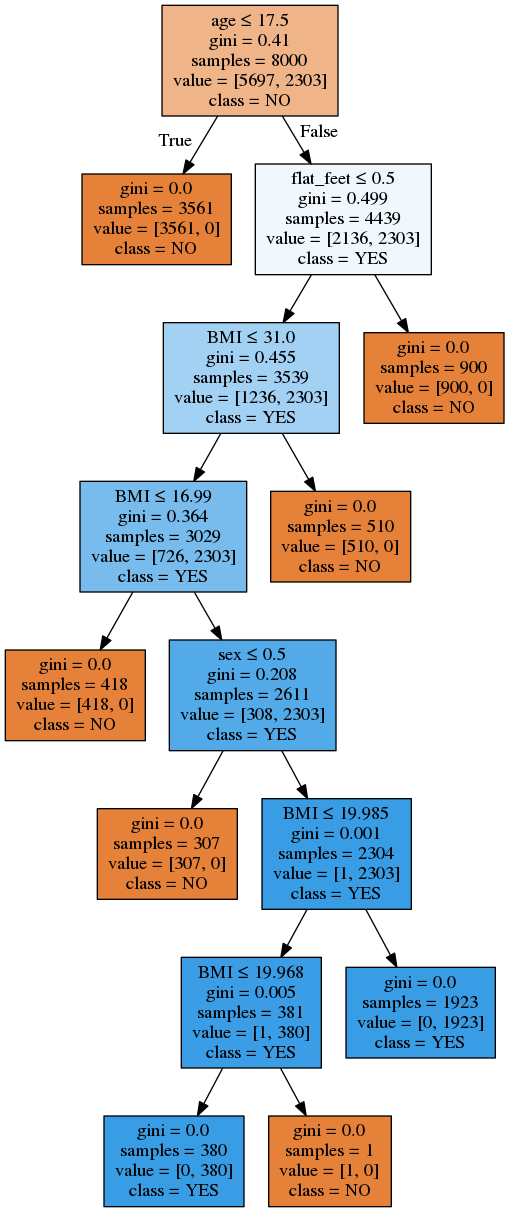 age ≤ 17.5
gini = 0.41
samples = 8000
value = [5697, 2303]
class = NO
True
False
gini = 0.0
samples = 3561
value = [3561, 0]
class = NO
flat_feet ≤ 0.5
gini = 0.499
samples = 4439
value = [2136, 2303]
class = YES
BMI ≤ 31.0
gini = 0.455
samples = 3539
value = [1236, 2303]
class = YES
gini = 0.0
samples = 900
value = [900, 0]
class = NO
BMI ≤ 16.99
gini = 0.364
samples = 3029
value = [726, 2303]
class = YES
gini = 0.0
samples = 510
value = [510, 0]
class = NO
gini = 0.0
samples = 418
value = [418, 0]
class = NO
sex ≤ 0.5
gini = 0.208
samples = 2611
value = [308, 2303]
class = YES
gini = 0.0
samples = 307
value = [307, 0]
class = NO
BMI ≤ 19.985
gini = 0.001
samples = 2304
value = [1, 2303]
class = YES
BMI ≤ 19.968
gini = 0.005
samples = 381
value = [1, 380]
class = YES
gini = 0.0
samples = 1923
value = [0, 1923]
class = YES
gini = 0.0
samples = 380
value = [0, 380]
class = YES
gini = 0.0
samples = 1
value = [1, 0]
class = NO